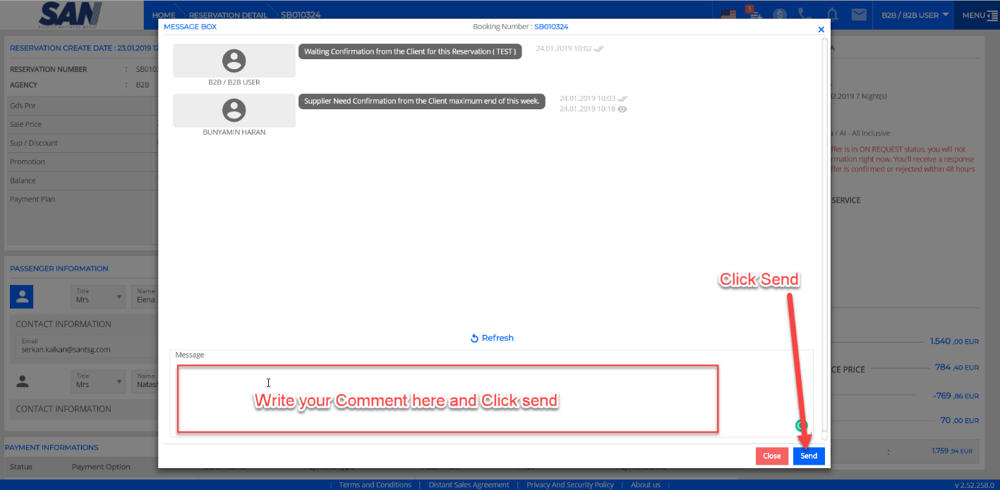 SAN
HOME
RESERVATION DETAIL
SB010324
1
B2B / B2B USER
MENU
MESSAGE BOX
Booking Number : SB010324
×
RESERVATION CREATE DATE : 23.01.2019 12
RESERVATION NUMBER : SB0103
AGENCY : B2B
Gds Pnr
Sale Price
Sup / Discount
Promotion
Balance
Payment Plan
Waiting Confirmation from the Client for this Reservation ( TEST )
24.01.2019 10:02
B2B / B2B USER
Supplier Need Confirmation from the Client maximum end of this week.
24.01.2019 10:03
24.01.2019 10:18
BUNYAMIN HARAN
A
02.2019 7 Night(s)
a / AI - All Inclusive
ffer is in ON REQUEST status, you will not
rmation right now. You'll receive a response
ffer is confirmed or rejected within 48 hours
SERVICE
PASSENGER INFORMATION
Title
Mrs
Name
Elena
CONTACT INFORMATION
Email
serkan.kalkan@santsg.com
Title
Mrs
Name
Natash
CONTACT INFORMATION
Click Send
Refresh
Message
Write your Comment here and Click send
Close
Send
1.540 ,00 EUR
CE PRICE
784 ,40 EUR
-769 ,86 EUR
70 ,00 EUR
: 1.759 ,94 EUR
PAYMENT INFORMATIONS
Status
Payment Option
Terms and Conditions | Distant Sales Agreement | Privacy And Security Policy | About us |
v 2.52.258.0